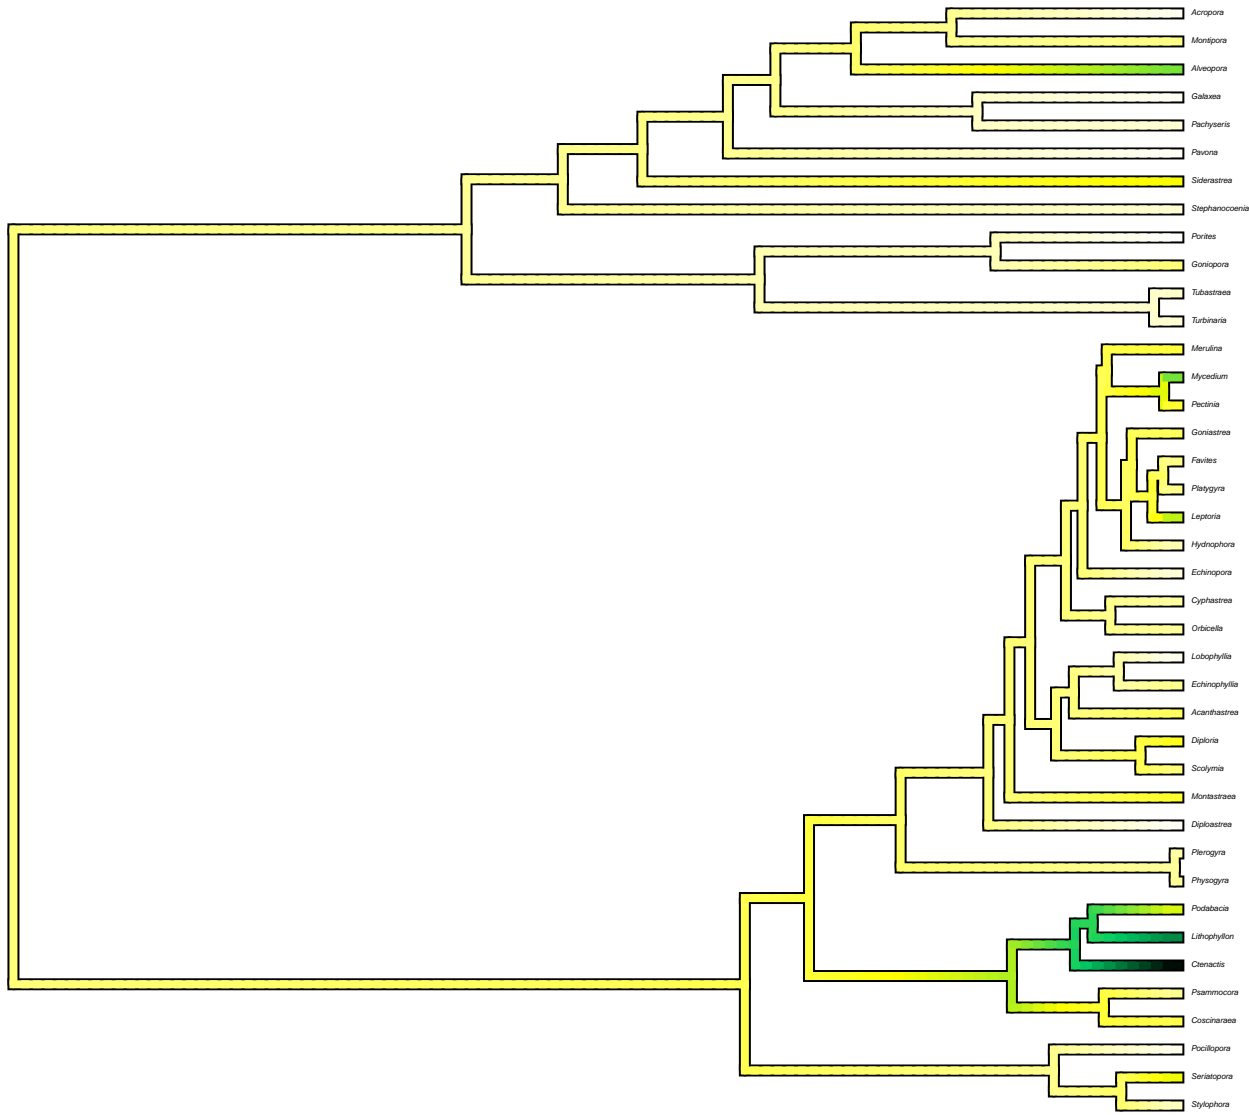 Acropora
Montipora
Alveopora
Galaxea
Pachyseris
Pavona
Siderastrea
Stephanocoenia
Porites
Goniopora
Tubastraea
Turbinaria
Merulina
Mycedium
Pectinia
Goniastrea
Favites
Platygyra
Leptoria
Hydnophora
Echinopora
Cyphastrea
Orbicella
Lobophyllia
Echinophyllia
Acanthastrea
Diploria
Scolymia
Montastraea
Diploastrea
Plerogyra
Physogyra
Podabacia
Lithophyllon
Ctenactis
Psammocora
Coscinaraea
Pocillopora
Seriatopora
Stylophora